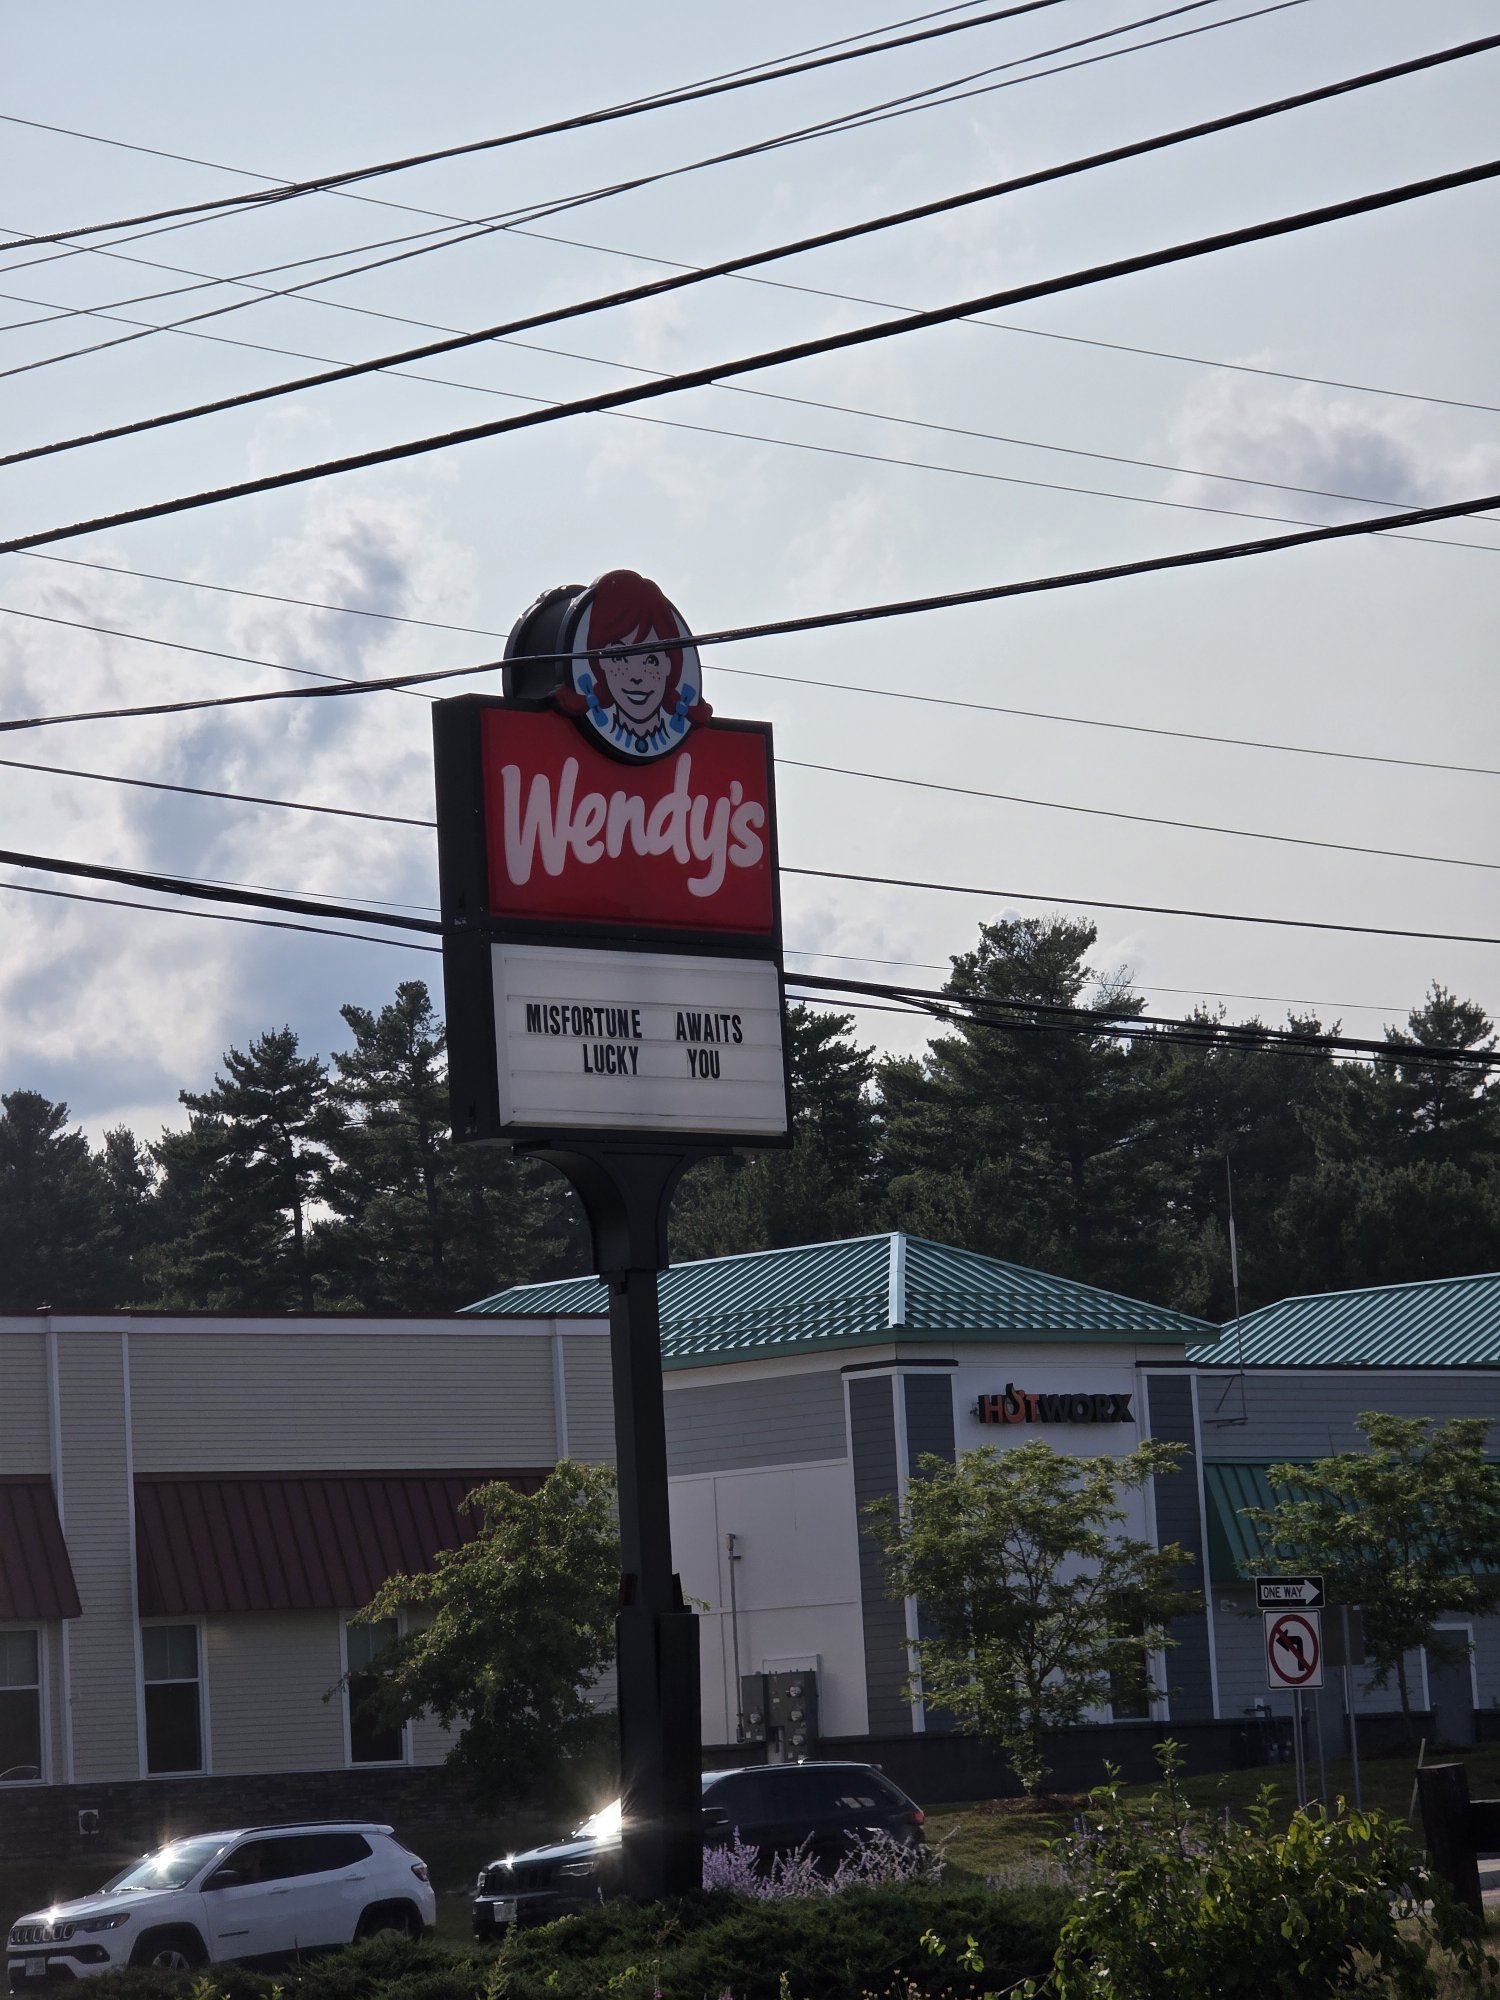 Wendy's
MISFORTUNE AWAITS
LUCKY YOU
HOTWORX
ONE WAY